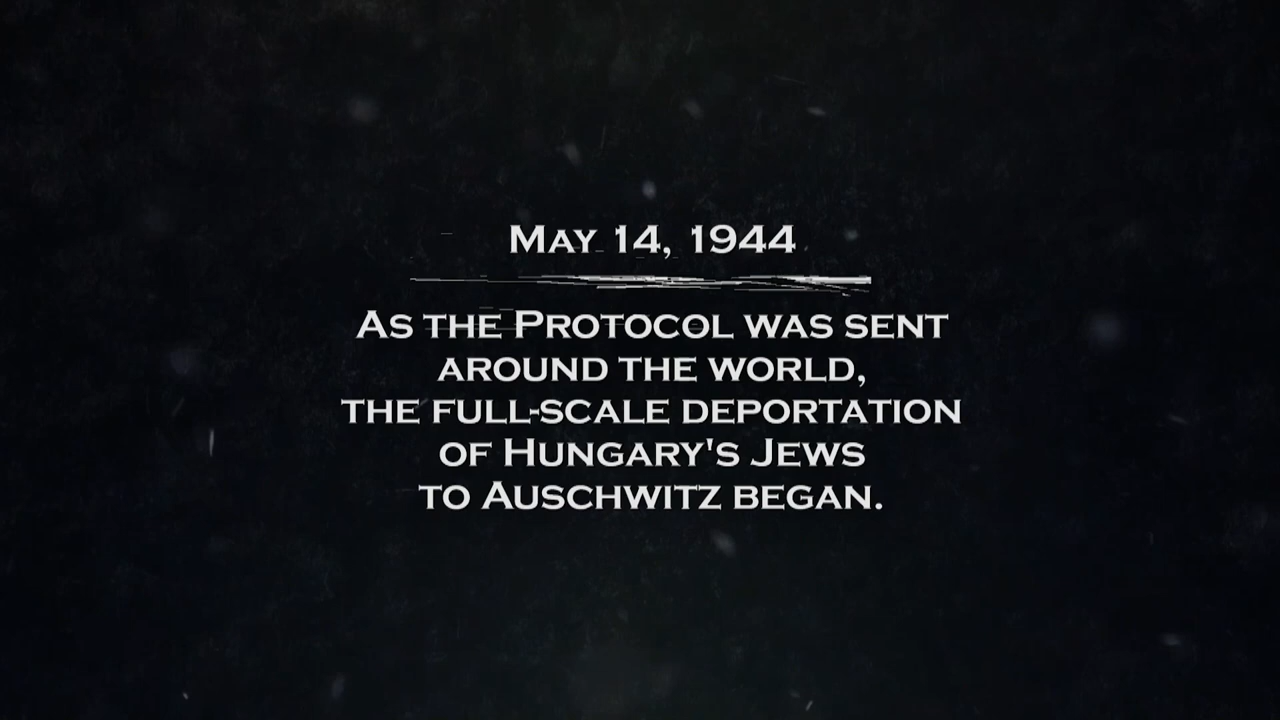 May 14, 1944
As the Protocol was sent
around the world,
the full-scale deportation
of Hungary's Jews
to Auschwitz began.